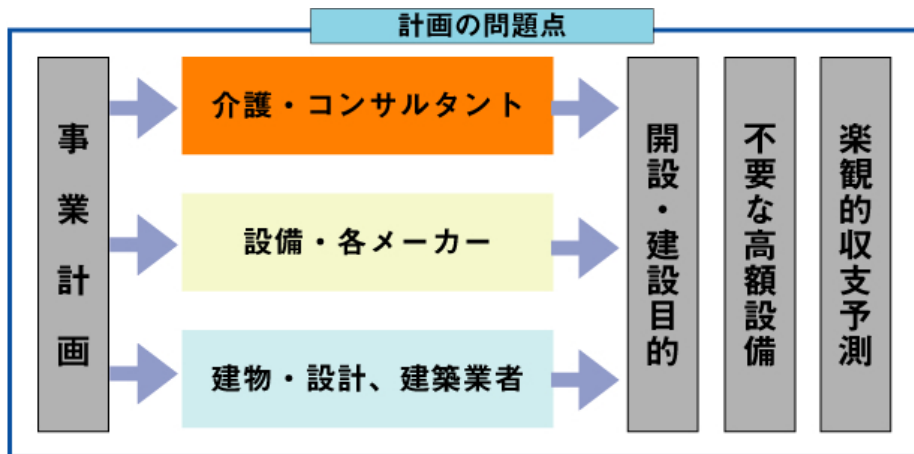 計画の問題点
事業計画
介護・コンサルタント
設備・各メーカー
建物・設計、建築業者
開設・建設目的
不要な高額設備
楽観的収支予測